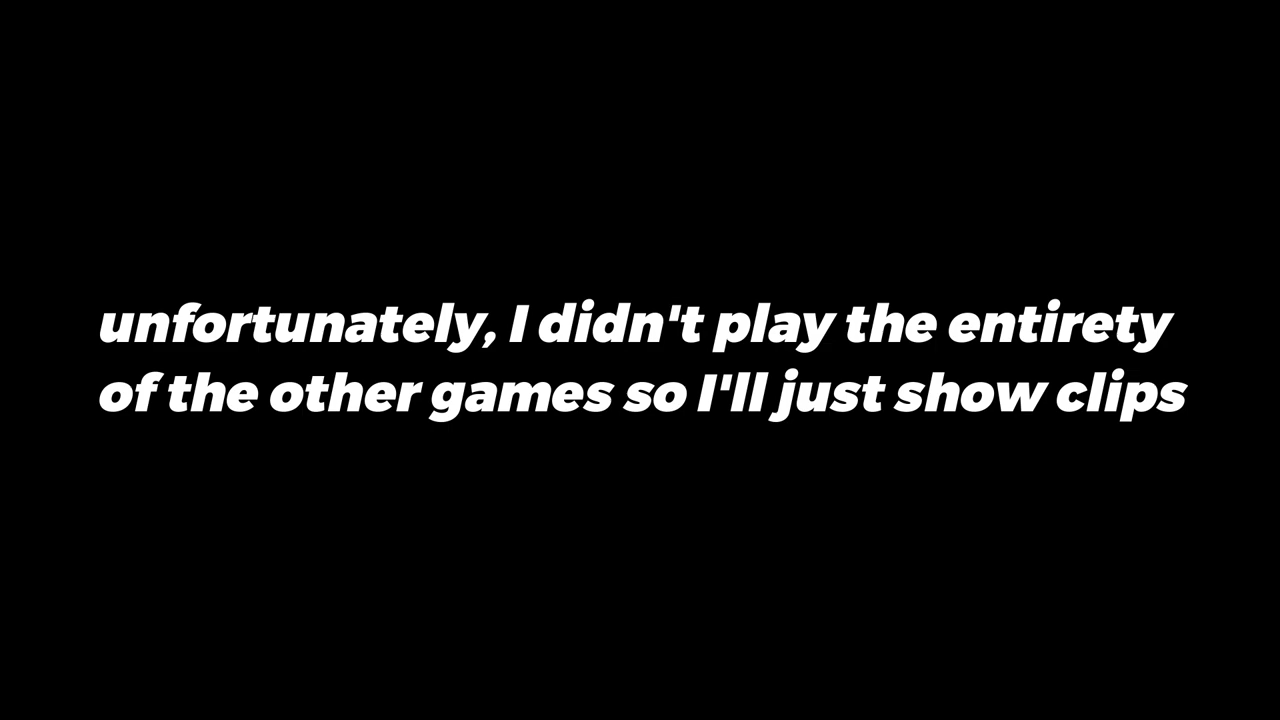 unfortunately, I didn't play the entirety
of the other games so I'll just show clips